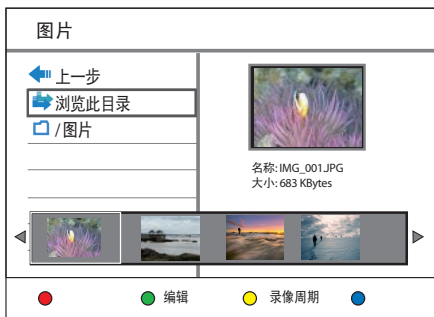 图片
上一步
浏览此目录
/图片
名称: IMG_001.JPG
大小: 683 KBytes
编辑
录像周期